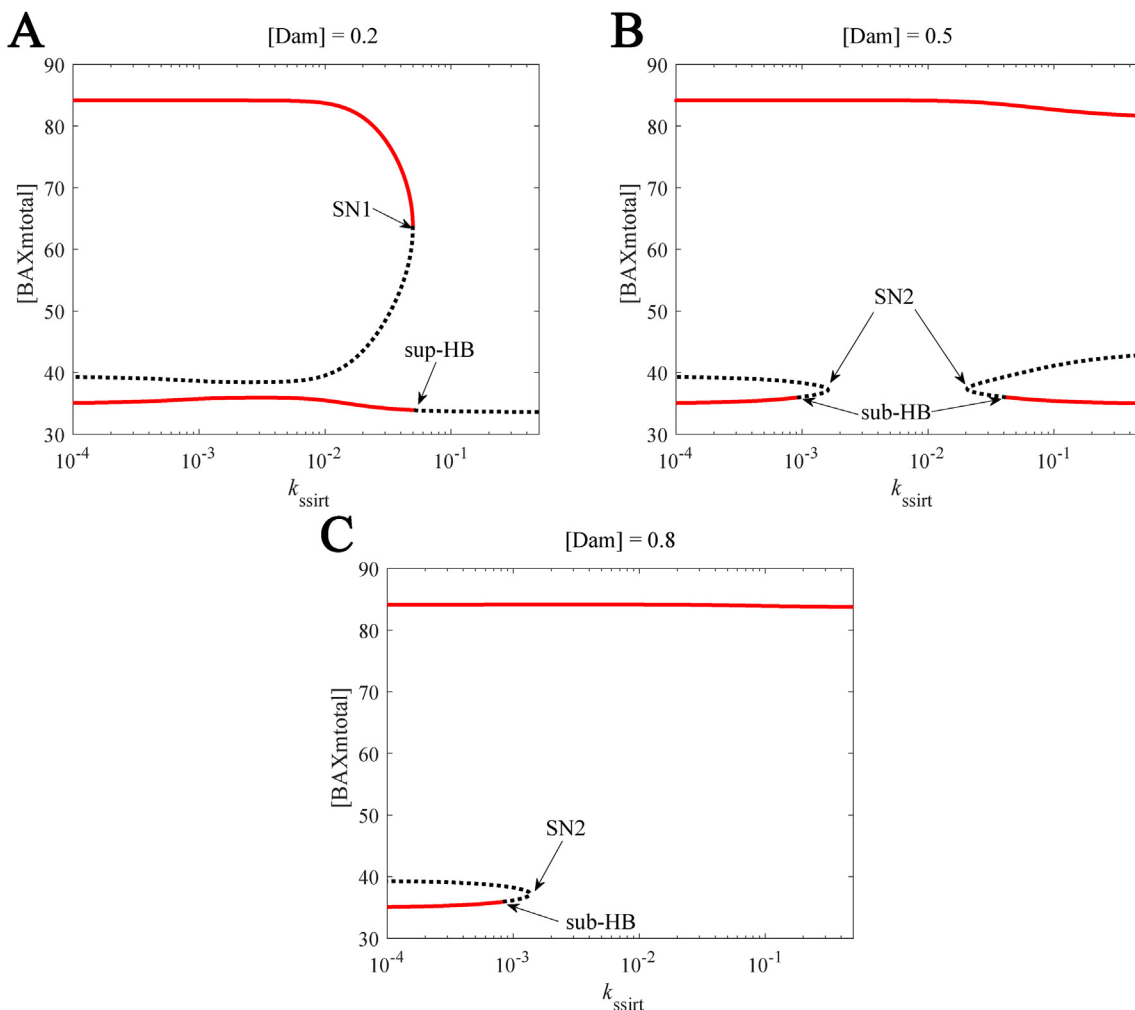 A
[Dam] = 0.2
90
80
70
60
50
40
30
[BAXmtotal]
SN1
sup-HB
10-4
10-3
10-2
10-1
kssirt
B
[Dam] = 0.5
90
80
70
60
50
40
30
[BAXmtotal]
SN2
sub-HB
10-4
10-3
10-2
10-1
kssirt
C
[Dam] = 0.8
90
80
70
60
50
40
30
[BAXmtotal]
SN2
sub-HB
10-4
10-3
10-2
10-1
kssirt